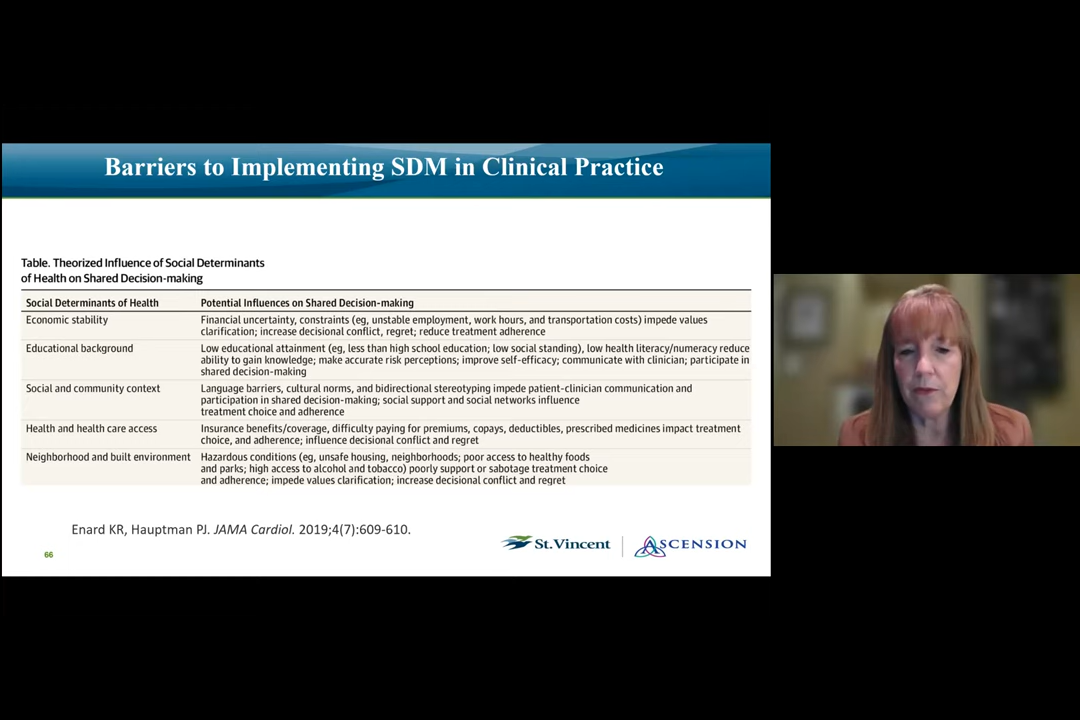 Barriers to Implementing SDM in Clinical Practice
Table. Theorized Influence of Social Determinants
of Health on Shared Decision-making
Social Determinants of Health Potential Influences on Shared Decision-making
Economic stability Financial uncertainty, constraints (eg, unstable employment, work hours, and transportation costs) impede values
clarification; increase decisional conflict, regret; reduce treatment adherence
Educational background Low educational attainment (eg, less than high school education; low social standing), low health literacy/numeracy reduce
ability to gain knowledge; make accurate risk perceptions; improve self-efficacy; communicate with clinician; participate in
shared decision-making
Social and community context Language barriers, cultural norms, and bidirectional stereotyping impede patient-clinician communication and
participation in shared decision-making; social support and social networks influence
treatment choice and adherence
Health and health care access Insurance benefits/coverage, difficulty paying for premiums, copays, deductibles, prescribed medicines impact treatment
choice, and adherence; influence decisional conflict and regret
Neighborhood and built environment Hazardous conditions (eg, unsafe housing, neighborhoods; poor access to healthy foods
and parks; high access to alcohol and tobacco) poorly support or sabotage treatment choice
and adherence; impede values clarification; increase decisional conflict and regret
Enard KR, Hauptman PJ. JAMA Cardiol. 2019;4(7):609-610.
66
St.Vincent
ASCENSION